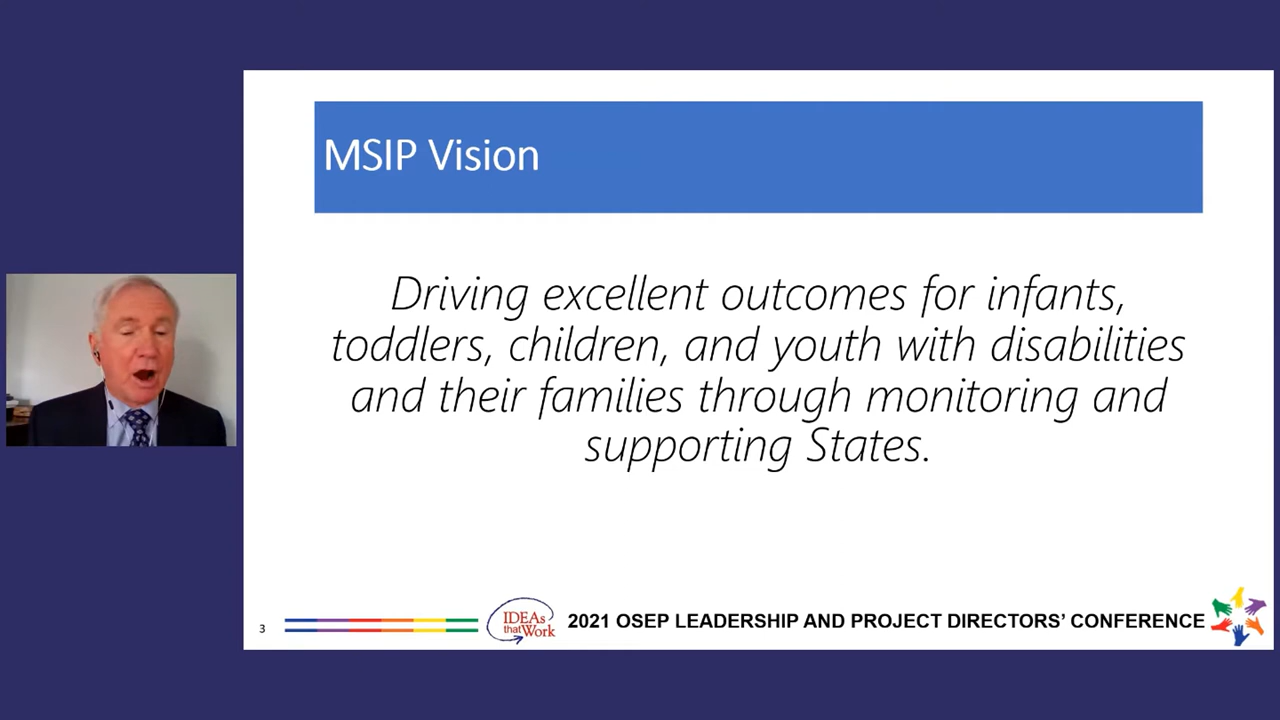 MSIP Vision
Driving excellent outcomes for infants,
toddlers, children, and youth with disabilities
and their families through monitoring and
supporting States.
3
IDEAs
that Work
2021 OSEP LEADERSHIP AND PROJECT DIRECTORS’ CONFERENCE